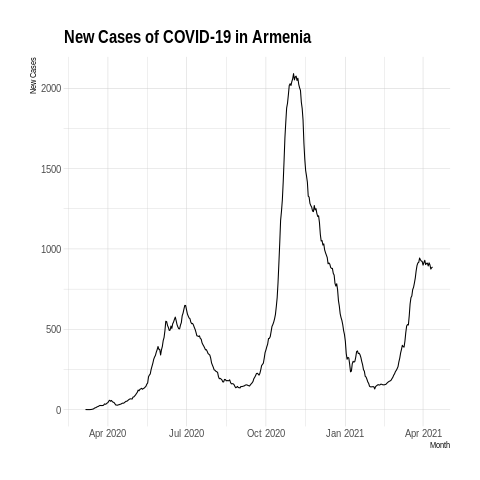 New Cases of COVID-19 in Armenia
New Cases
2000
1500
1000
500
0
Apr 2020 Jul 2020 Oct 2020 Jan 2021 Apr 2021
Month